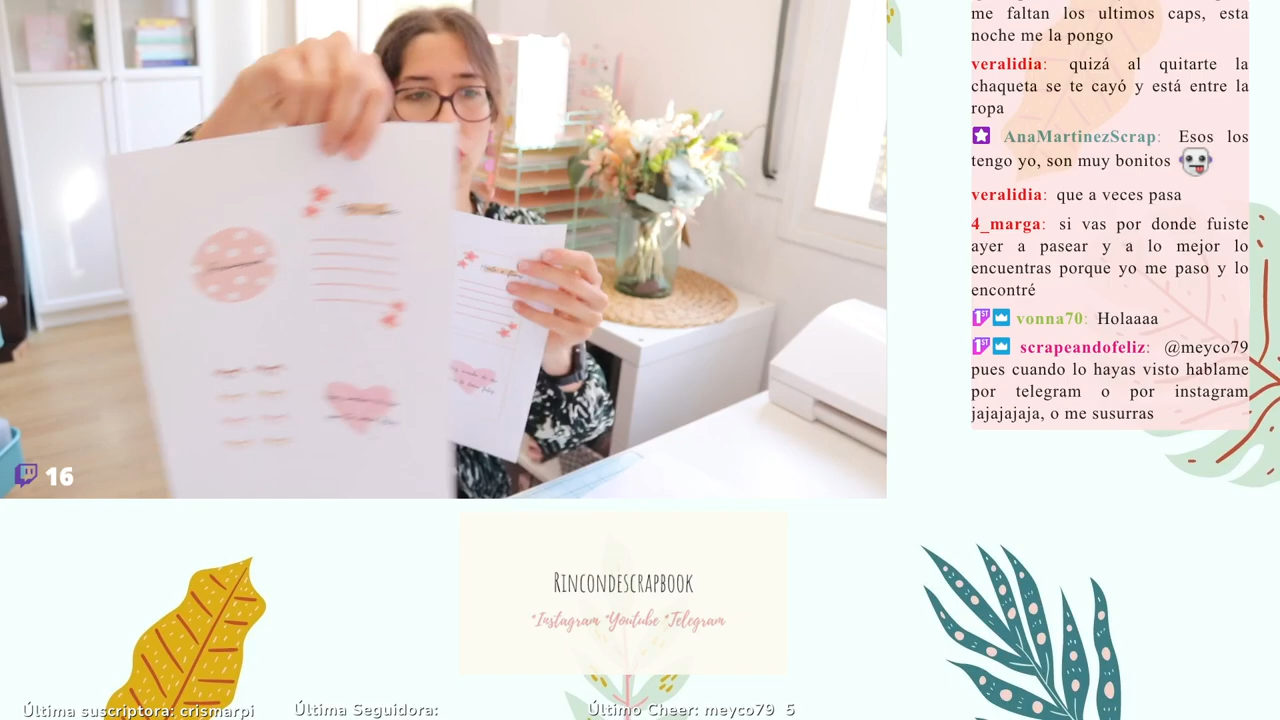 me faltan los ultimos caps, esta
noche me la pongo
veralidia: quizá al quitarte la
chaqueta se te cayó y está entre la
ropa
AnaMartinezScrap: Esos los
tengo yo, son muy bonitos
veralidia: que a veces pasa
4_marga: si vas por donde fuiste
ayer a pasear y a lo mejor lo
encuentras porque yo me paso y lo
encontré
1ST vonna70: Holaaaa
1ST scrapeandofeliz: @meyco79
pues cuando lo hayas visto hablame
por telegram o por instagram
jajajajaja, o me susurras
16
RINCONDESCRAPBOOK
*Instagram *Youtube *Telegram
Última suscriptora: crismarpi
Última Seguidora:
Último Cheer: meyco79 5